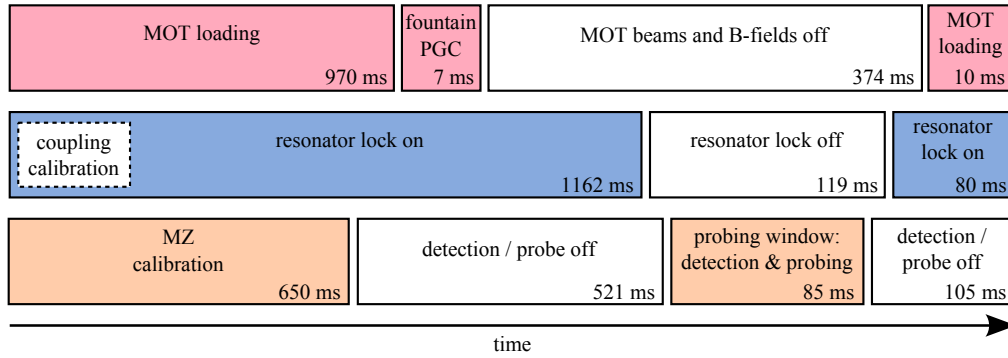 MOT loading
970 ms
fountain
PGC
7 ms
MOT beams and B-fields off
374 ms
MOT
loading
10 ms
coupling
calibration
resonator lock on
1162 ms
resonator lock off
119 ms
resonator
lock on
80 ms
MZ
calibration
650 ms
detection / probe off
521 ms
probing window:
detection & probing
85 ms
detection /
probe off
105 ms
time